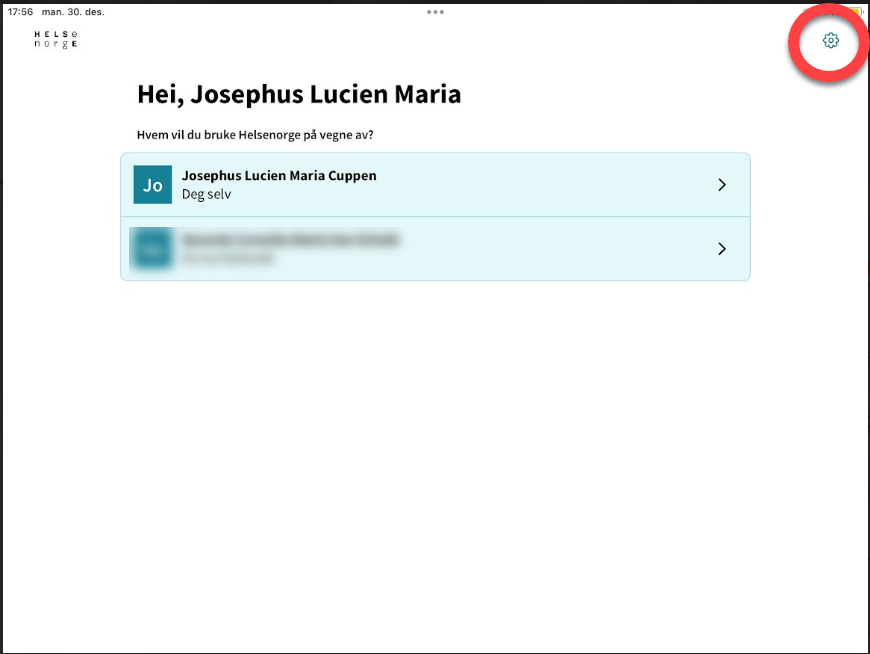 17:56 man. 30. des.
HELSe
norgE
Hei, Josephus Lucien Maria
Hvem vil du bruke Helsenorge på vegne av?
Jo
Josephus Lucien Maria Cuppen
Deg selv